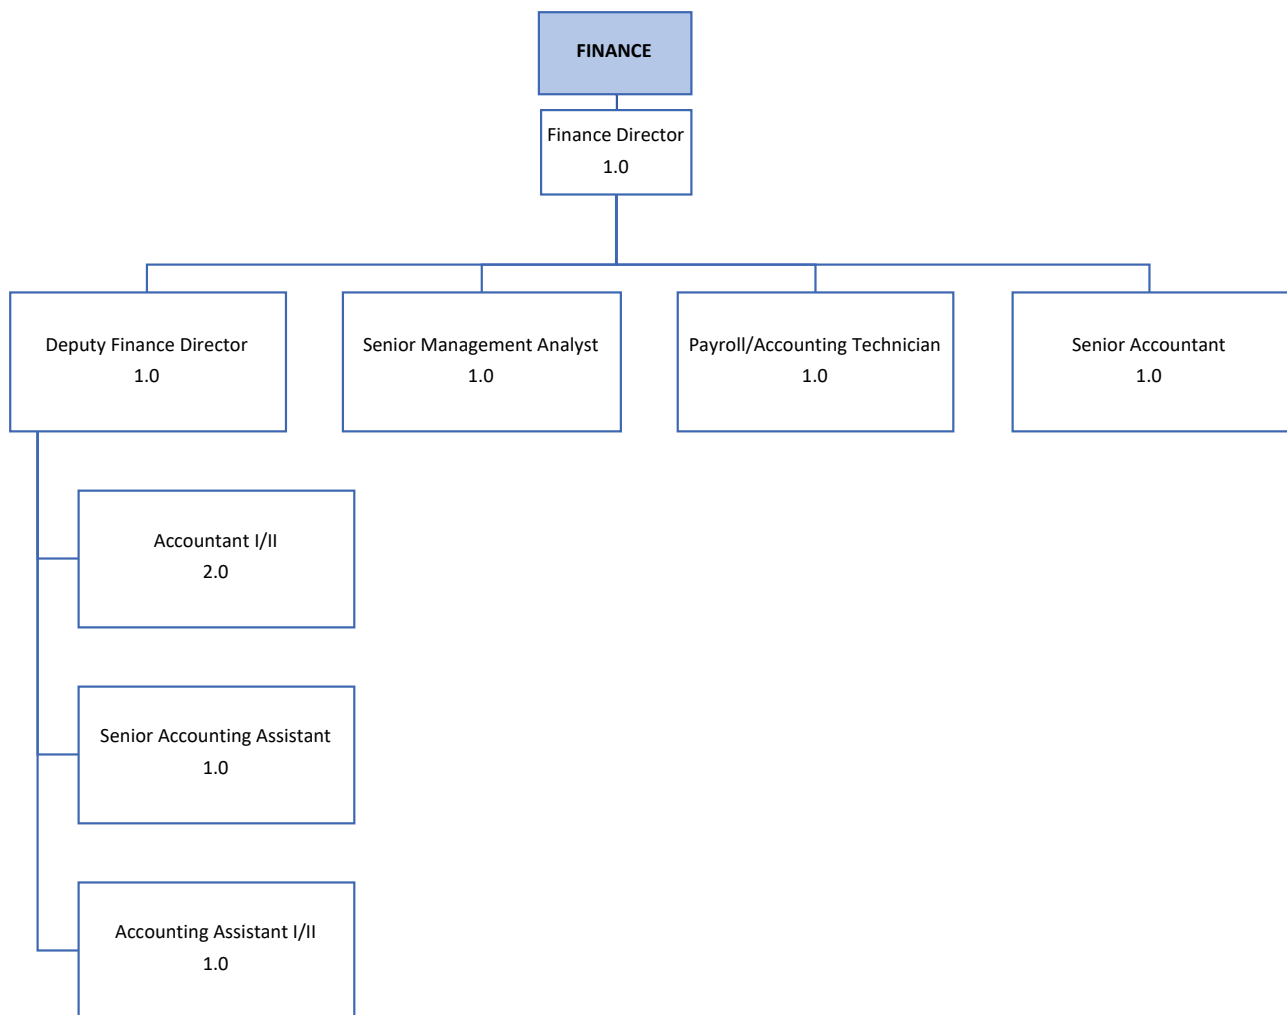 FINANCE
Finance Director
1.0
Deputy Finance Director
1.0
Senior Management Analyst
1.0
Payroll/Accounting Technician
1.0
Senior Accountant
1.0
Accountant I/II
2.0
Senior Accounting Assistant
1.0
Accounting Assistant I/II
1.0